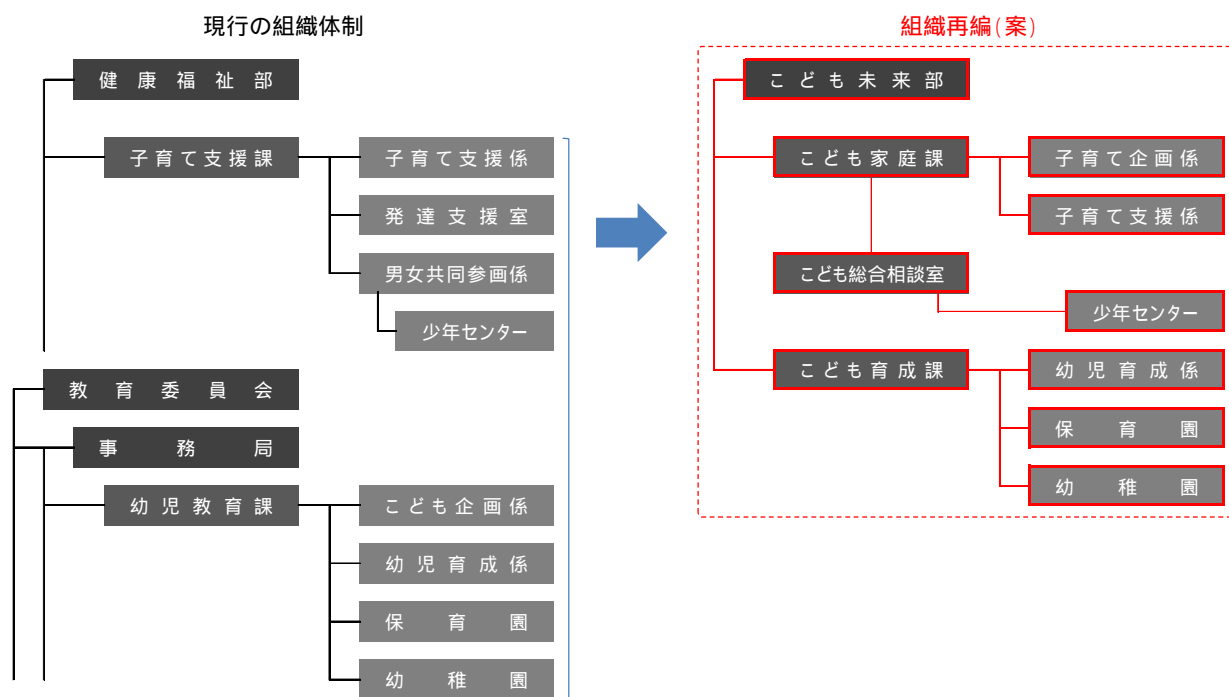 現行の組織体制
健康福祉部
子育て支援課
子育て支援係
発達支援室
男女共同参画係
少年センター
教育委員会
事務局
幼児教育課
こども企画係
幼児育成係
保育園
幼稚園
組織再編(案)
こども未来部
こども家庭課
子育て企画係
子育て支援係
こども総合相談室
少年センター
こども育成課
幼児育成係
保育園
幼稚園